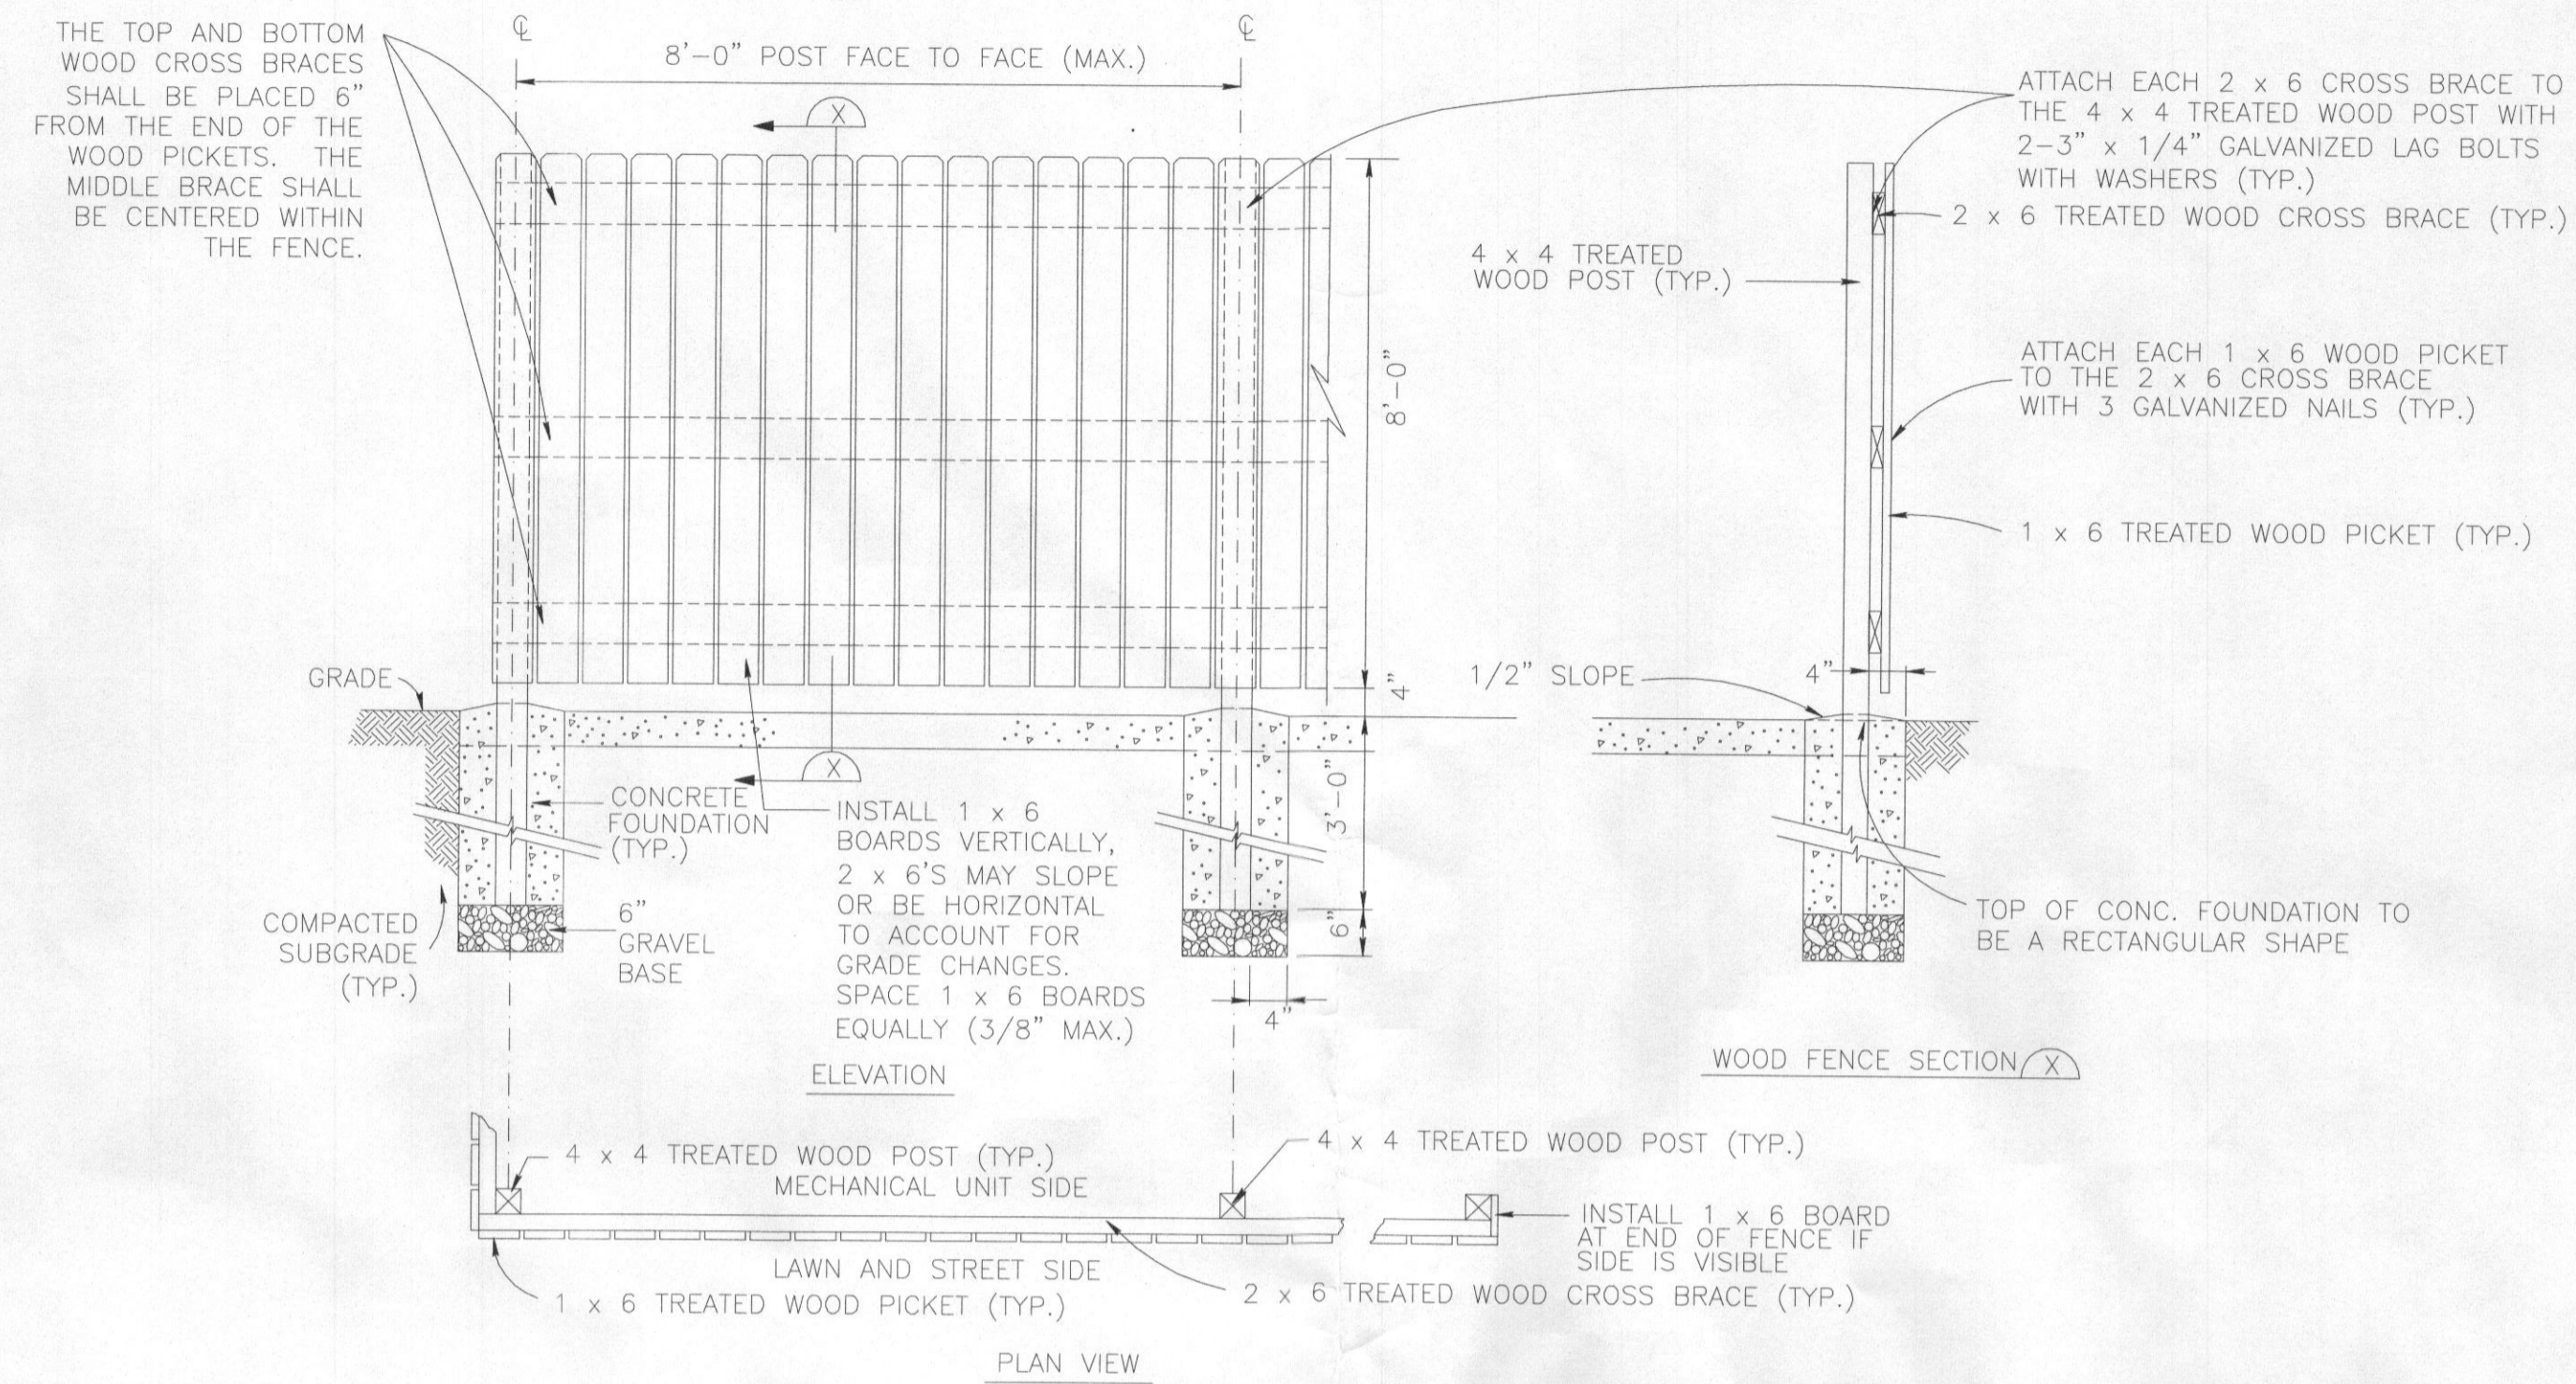 THE TOP AND BOTTOM
WOOD CROSS BRACES
SHALL BE PLACED 6"
FROM THE END OF THE
WOOD PICKETS. THE
MIDDLE BRACE SHALL
BE CENTERED WITHIN
THE FENCE.
℄
℄
8'-0" POST FACE TO FACE (MAX.)
X
ATTACH EACH 2 x 6 CROSS BRACE TO
THE 4 x 4 TREATED WOOD POST WITH
2-3" x 1/4" GALVANIZED LAG BOLTS
WITH WASHERS (TYP.)
2 x 6 TREATED WOOD CROSS BRACE (TYP.)
4 x 4 TREATED
WOOD POST (TYP.)
ATTACH EACH 1 x 6 WOOD PICKET
TO THE 2 x 6 CROSS BRACE
WITH 3 GALVANIZED NAILS (TYP.)
1 x 6 TREATED WOOD PICKET (TYP.)
8'-0"
4"
3'-0"
6"
4"
GRADE
1/2" SLOPE
4"
X
CONCRETE
FOUNDATION
(TYP.)
COMPACTED
SUBGRADE
(TYP.)
6"
GRAVEL
BASE
INSTALL 1 x 6
BOARDS VERTICALLY,
2 x 6'S MAY SLOPE
OR BE HORIZONTAL
TO ACCOUNT FOR
GRADE CHANGES.
SPACE 1 x 6 BOARDS
EQUALLY (3/8" MAX.)
TOP OF CONC. FOUNDATION TO
BE A RECTANGULAR SHAPE
ELEVATION
WOOD FENCE SECTION X
4 x 4 TREATED WOOD POST (TYP.)
MECHANICAL UNIT SIDE
4 x 4 TREATED WOOD POST (TYP.)
INSTALL 1 x 6 BOARD
AT END OF FENCE IF
SIDE IS VISIBLE
LAWN AND STREET SIDE
1 x 6 TREATED WOOD PICKET (TYP.)
2 x 6 TREATED WOOD CROSS BRACE (TYP.)
PLAN VIEW